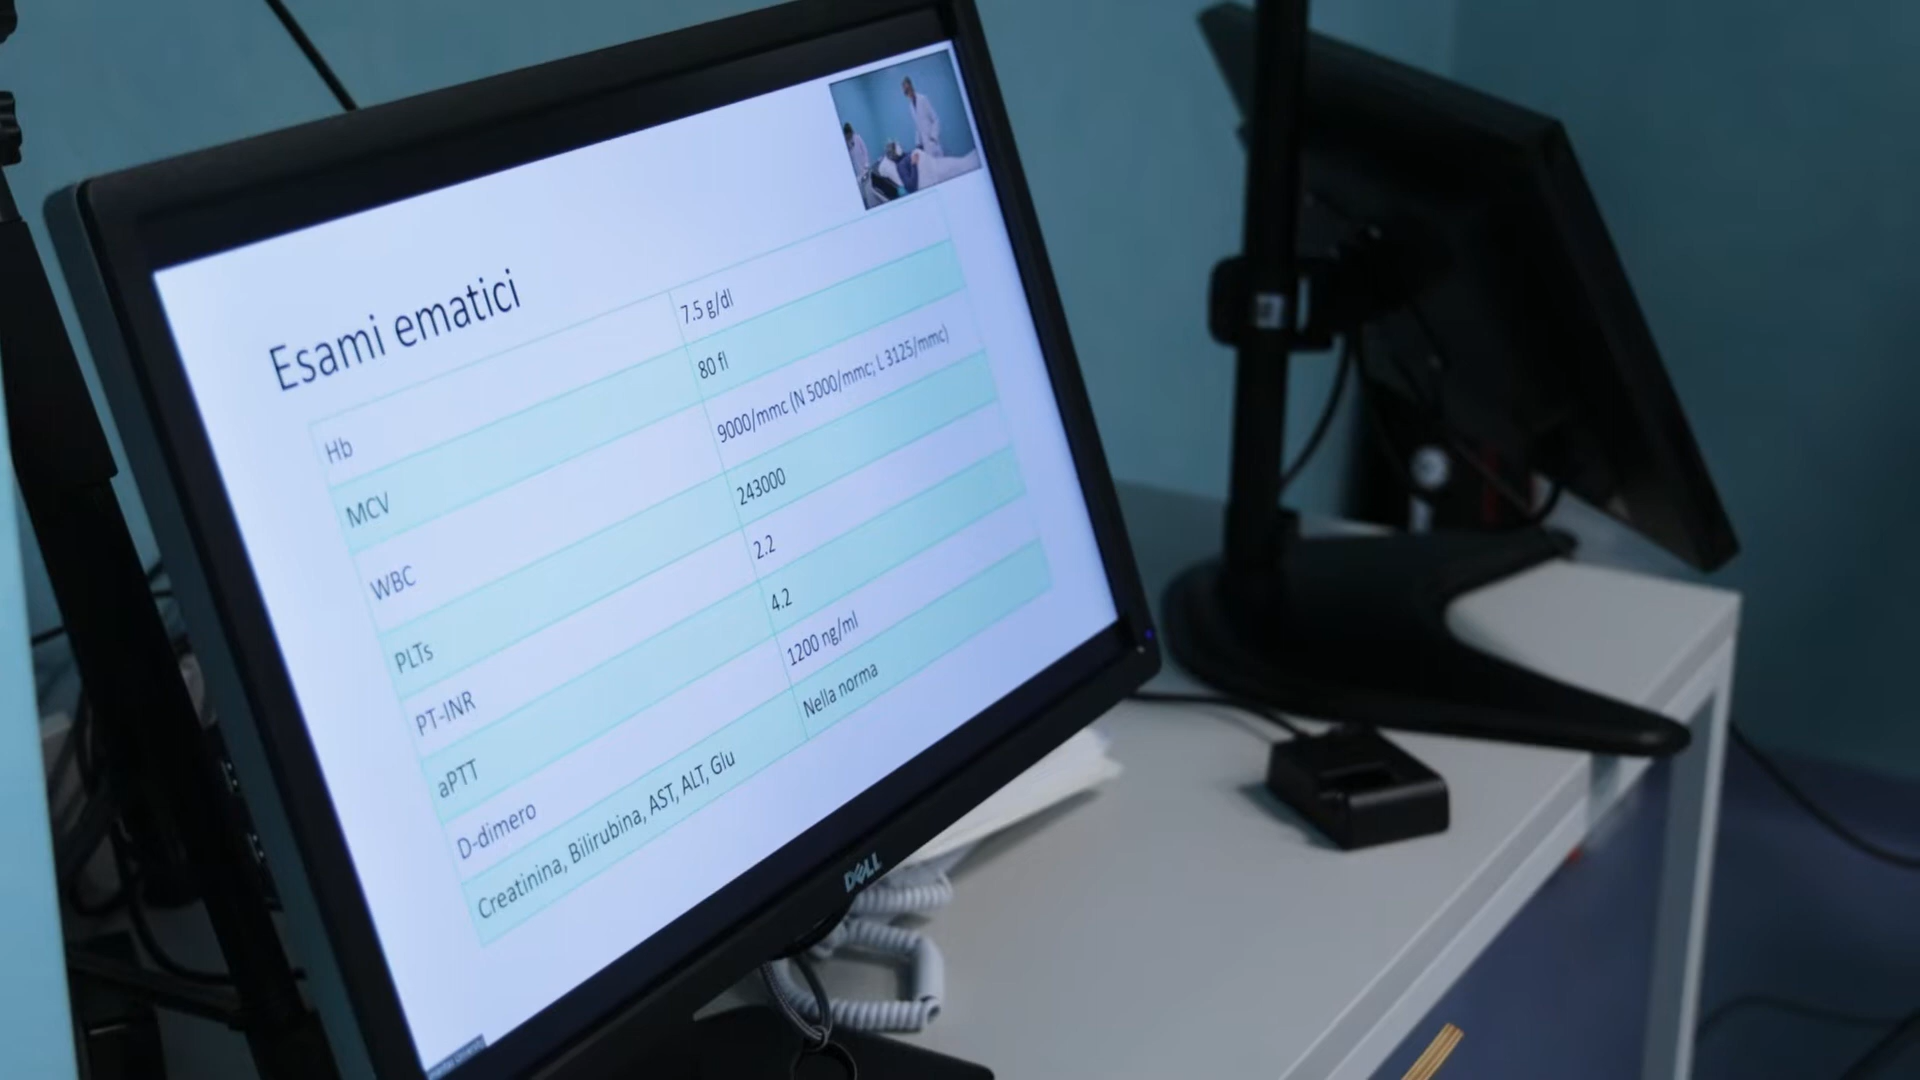 Esami ematici
Hb 7.5 g/dl
MCV 80 fl
WBC 9000/mmc (N 5000/mmc; L 3125/mmc)
PLTs 243000
PT-INR 2.2
aPTT 4.2
D-dimero 1200 ng/ml
Creatinina, Bilirubina, AST, ALT, Glu Nella norma
DELL